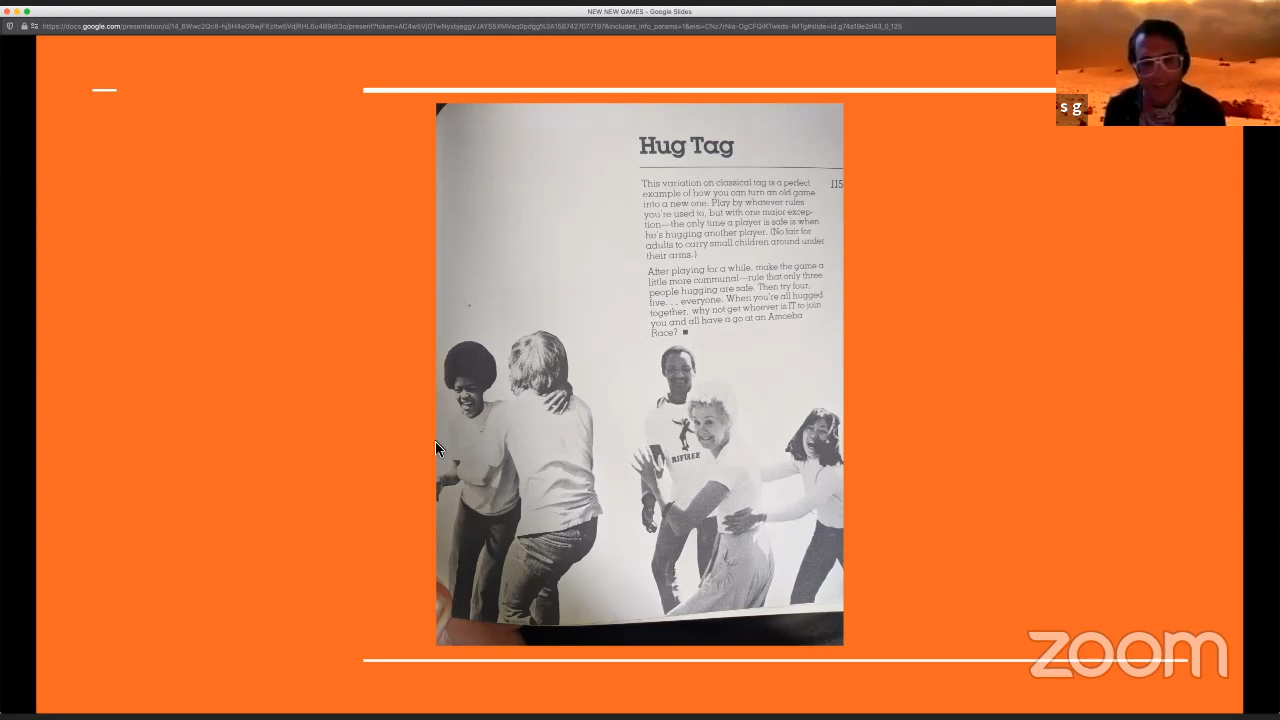 NEW NEW GAMES - Google Slides
s g
Hug Tag
115
This variation on classical tag is a perfect
example of how you can turn an old game
into a new one. Play by whatever rules
you're used to, but with one major excep-
tion—the only time a player is safe is when
he's hugging another player. (No fair for
adults to carry small children around under
their arms.)
After playing for a while, make the game a
little more communal—rule that only three
people hugging are safe. Then try four,
five. . . everyone. When you're all hugged
together, why not get whoever is IT to join
you and all have a go at an Amoeba
Race? ■
zoom